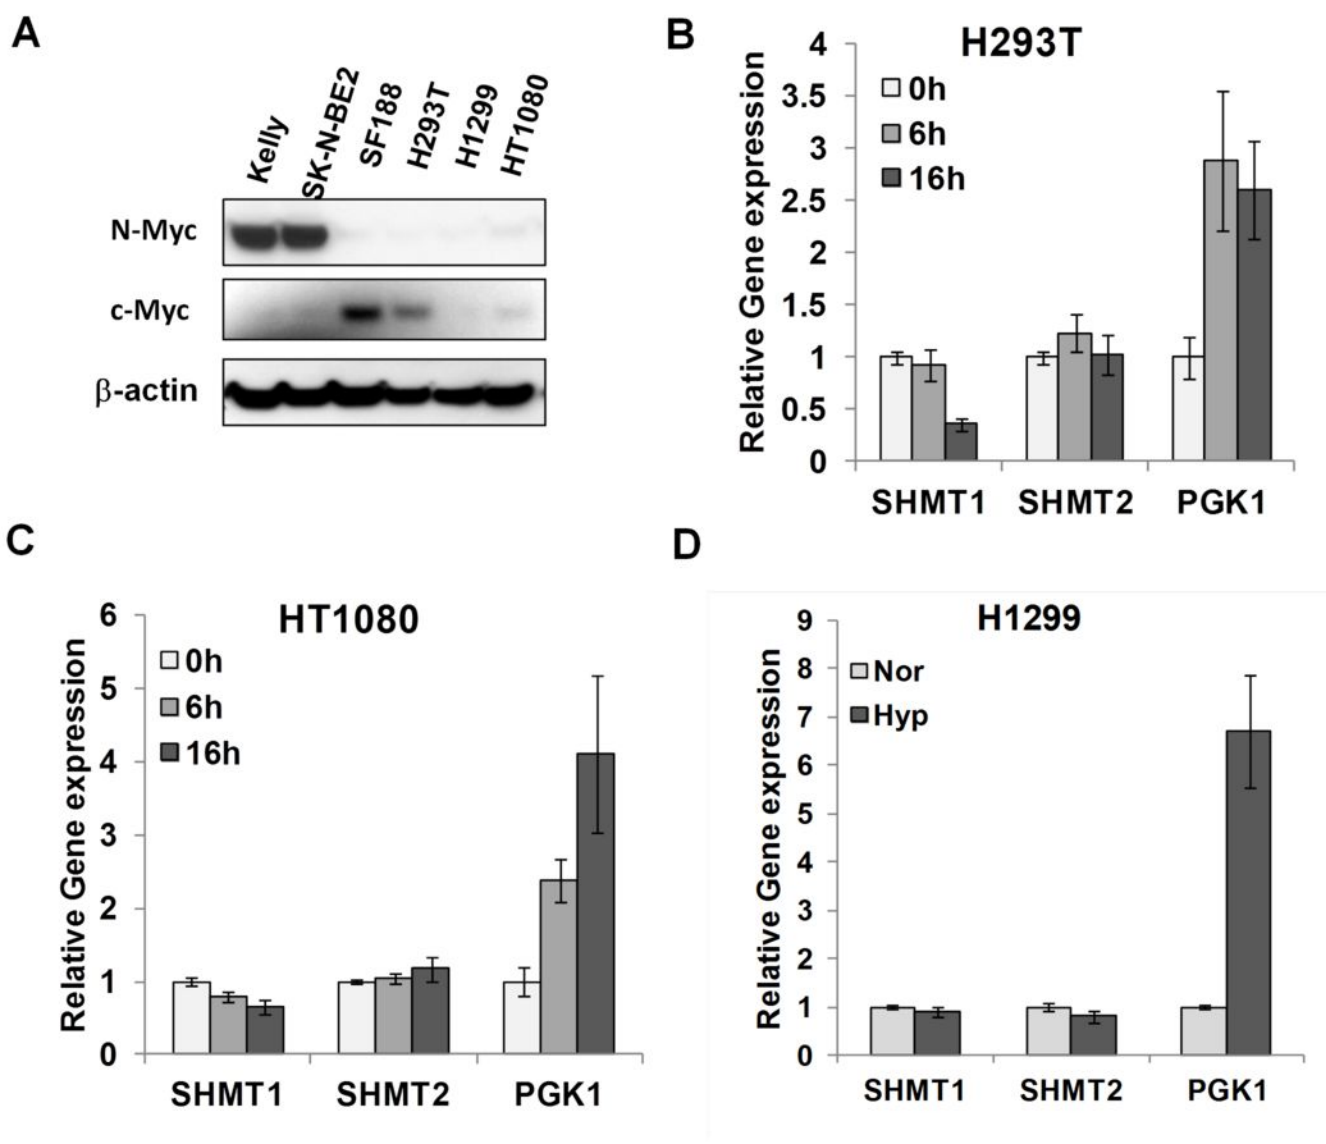 A
Kelly
SK-N-BE2
SF188
H293T
H1299
HT1080
N-Myc
c-Myc
β-actin
B
H293T
Relative Gene expression
4
3.5
3
2.5
2
1.5
1
0.5
0
0h
6h
16h
SHMT1 SHMT2 PGK1
C
HT1080
Relative Gene expression
6
5
4
3
2
1
0
0h
6h
16h
SHMT1 SHMT2 PGK1
D
H1299
Relative Gene expression
9
8
7
6
5
4
3
2
1
0
Nor
Hyp
SHMT1 SHMT2 PGK1